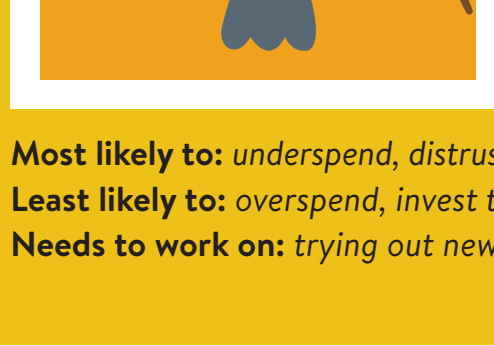 Most likely to: underspend, distrus
Least likely to: overspend, invest t
Needs to work on: trying out new